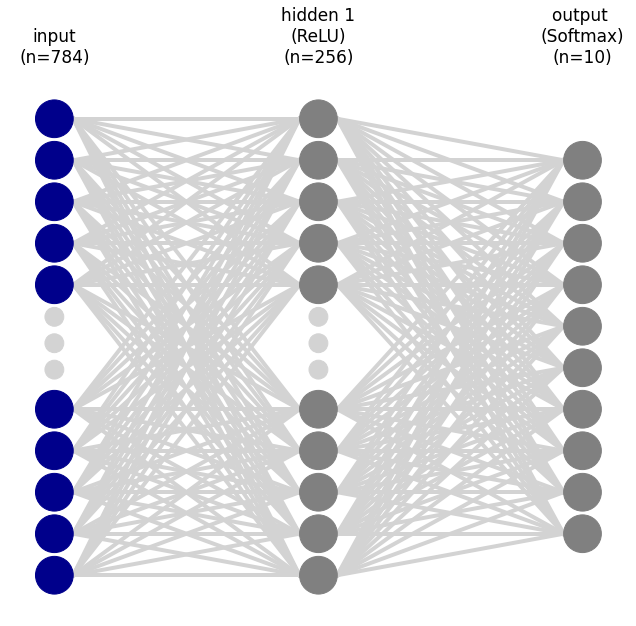 input
(n=784)
hidden 1
(ReLU)
(n=256)
output
(Softmax)
(n=10)